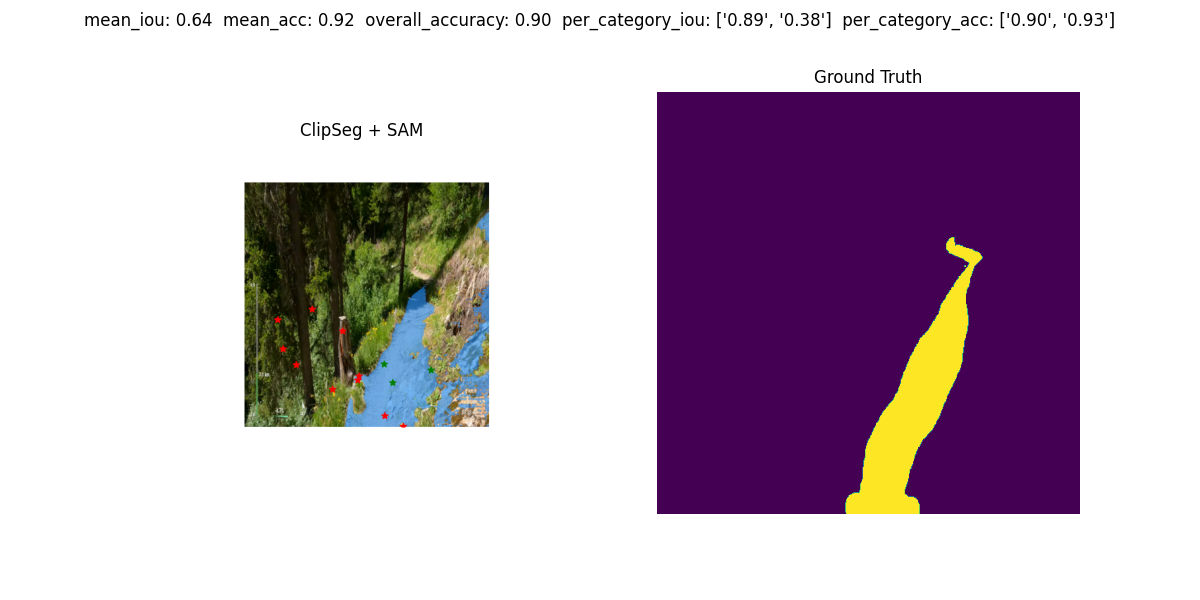 mean_iou: 0.64  mean_acc: 0.92  overall_accuracy: 0.90  per_category_iou: ['0.89', '0.38']  per_category_acc: ['0.90', '0.93']
Ground Truth
ClipSeg + SAM